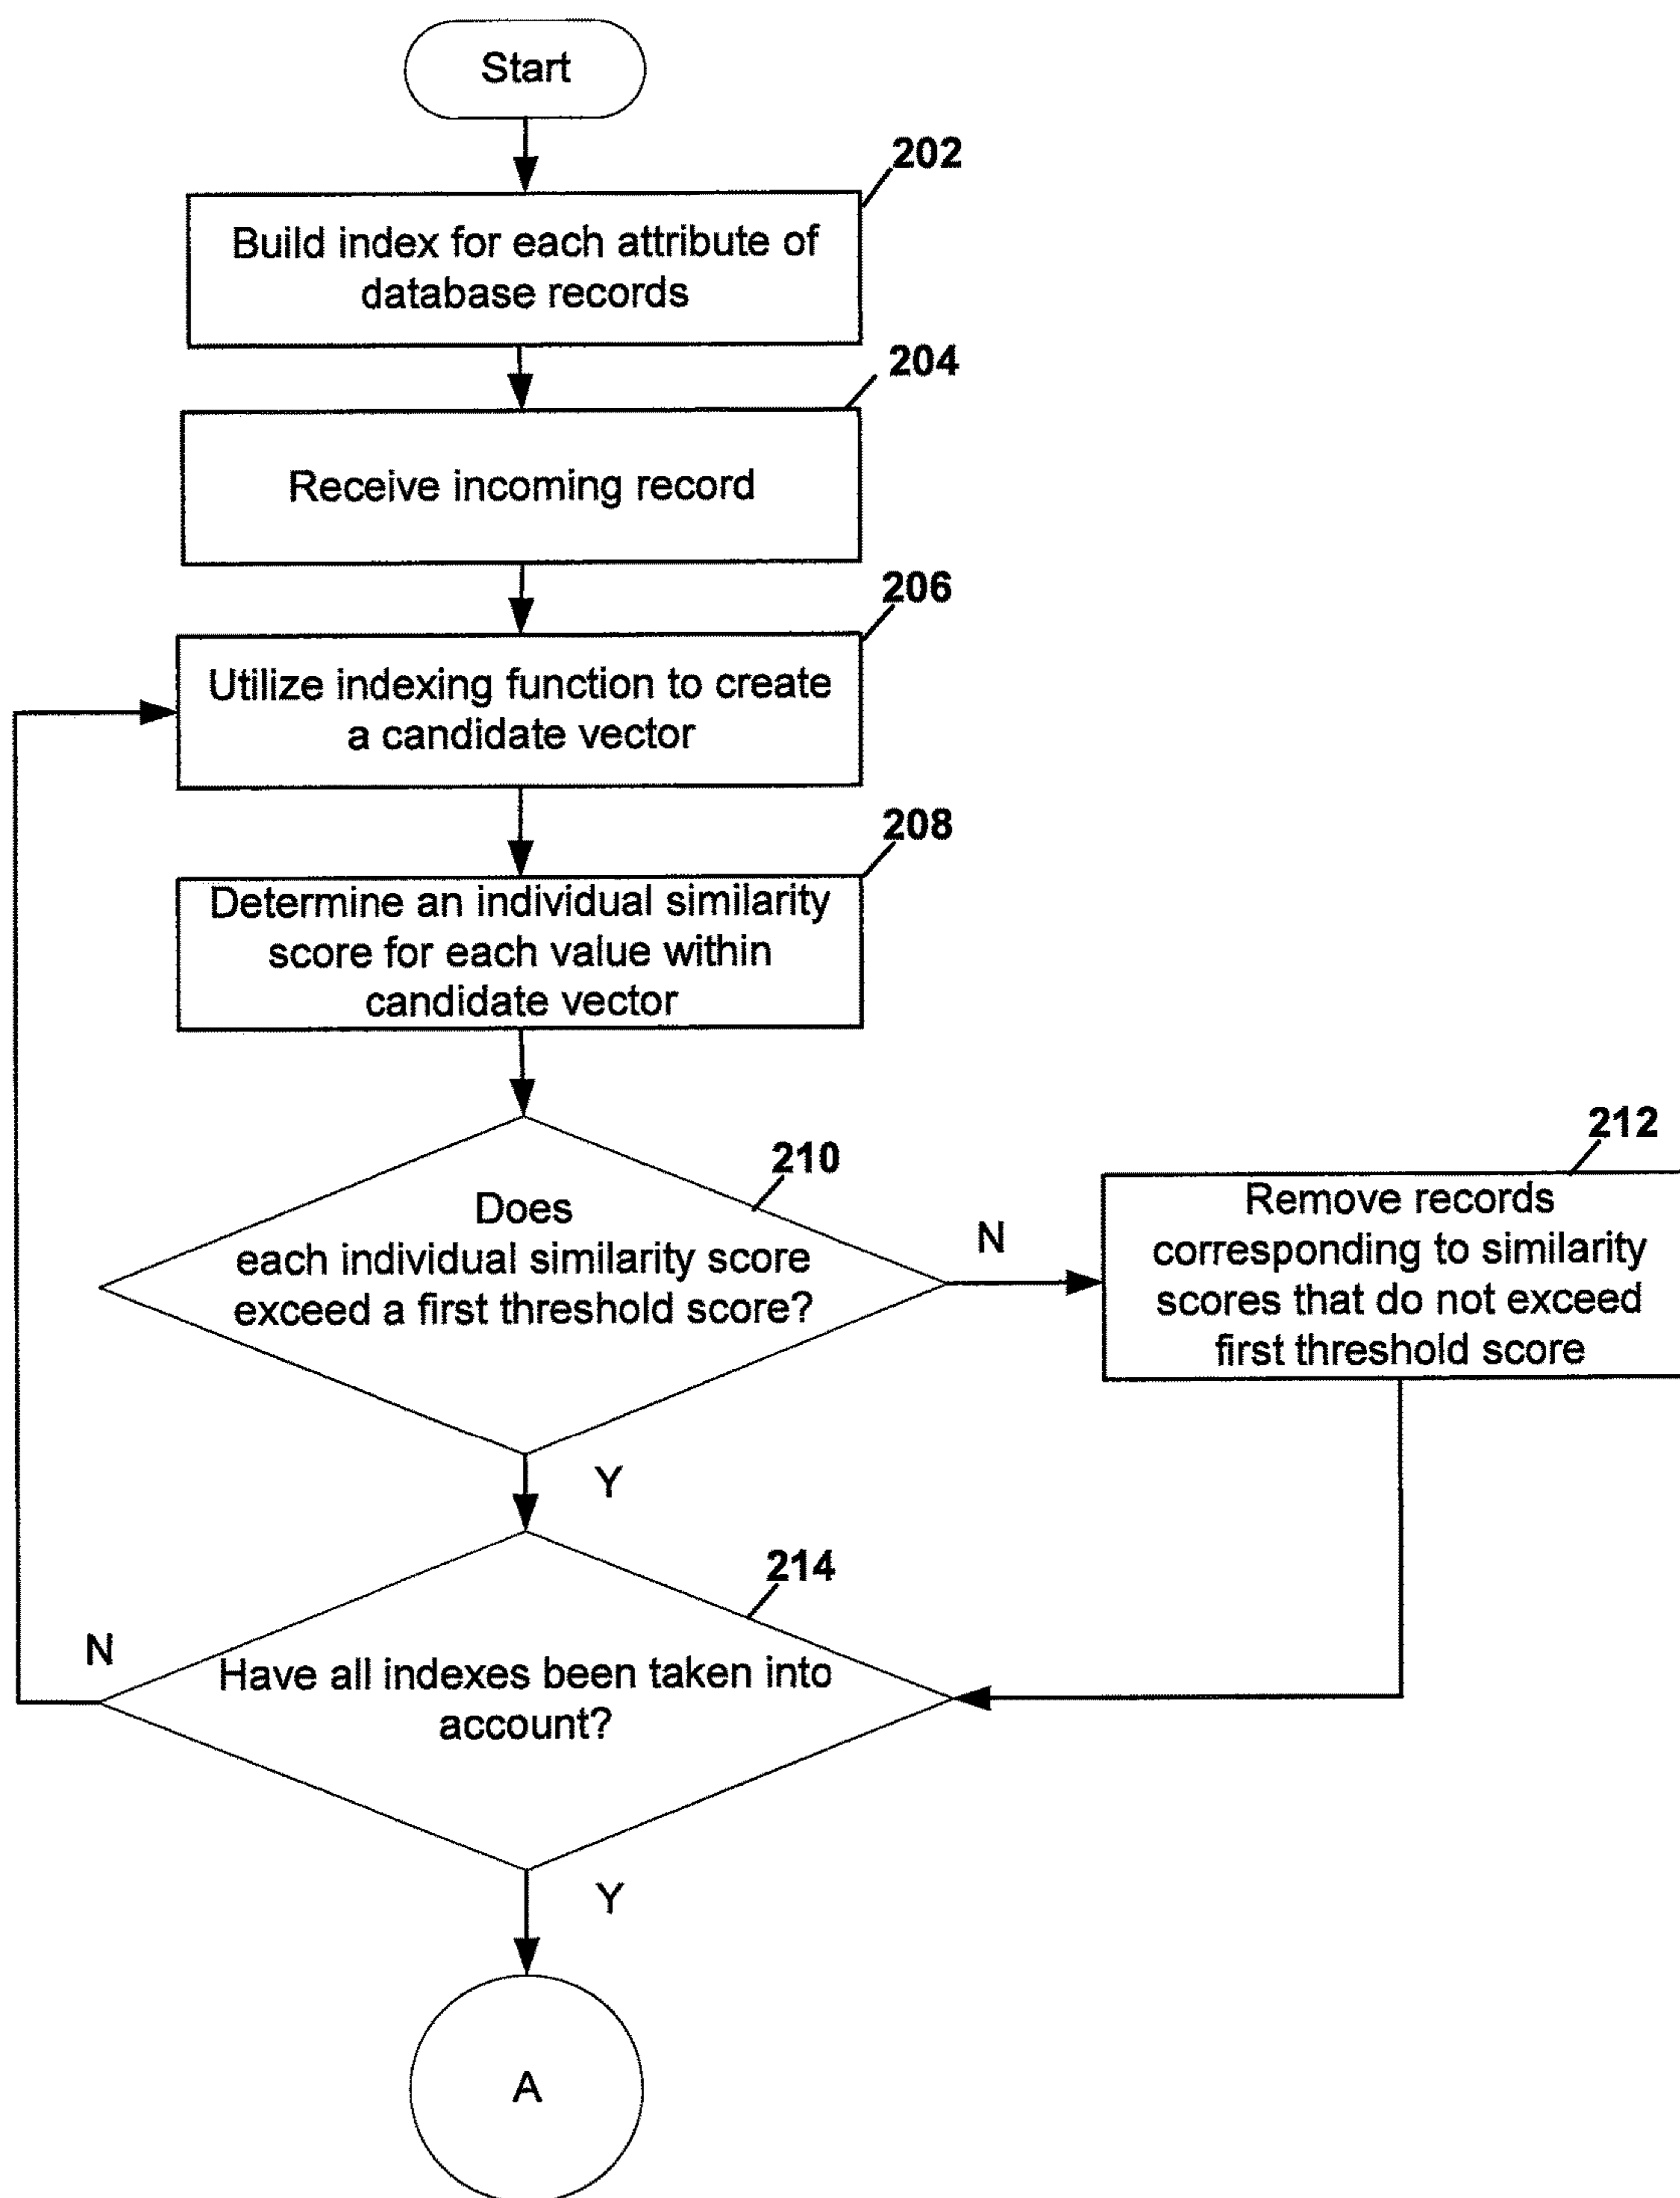 Start
202
Build index for each attribute of
database records
204
Receive incoming record
206
Utilize indexing function to create
a candidate vector
208
Determine an individual similarity
score for each value within
candidate vector
210
Does
each individual similarity score
exceed a first threshold score?
N
212
Remove records
corresponding to similarity
scores that do not exceed
first threshold score
Y
214
N
Have all indexes been taken into
account?
Y
A